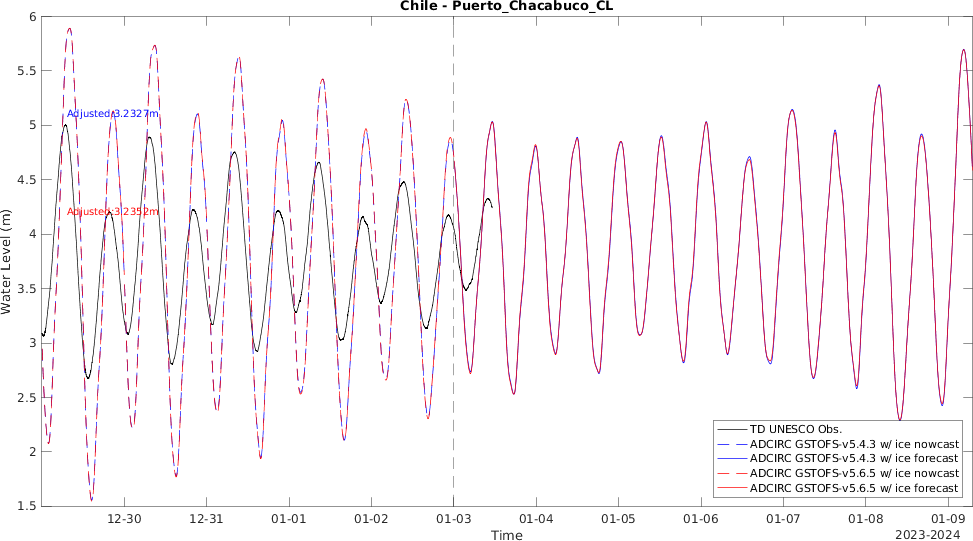 Chile - Puerto_Chacabuco_CL
6
5.5
5
4.5
4
3.5
3
2.5
2
1.5
Water Level (m)
Adjusted:3.2327m
Adjusted:3.2352m
TD UNESCO Obs.
ADCIRC GSTOFS-v5.4.3 w/ ice nowcast
ADCIRC GSTOFS-v5.4.3 w/ ice forecast
ADCIRC GSTOFS-v5.6.5 w/ ice nowcast
ADCIRC GSTOFS-v5.6.5 w/ ice forecast
12-30 12-31 01-01 01-02 01-03 01-04 01-05 01-06 01-07 01-08 01-09
Time
2023-2024